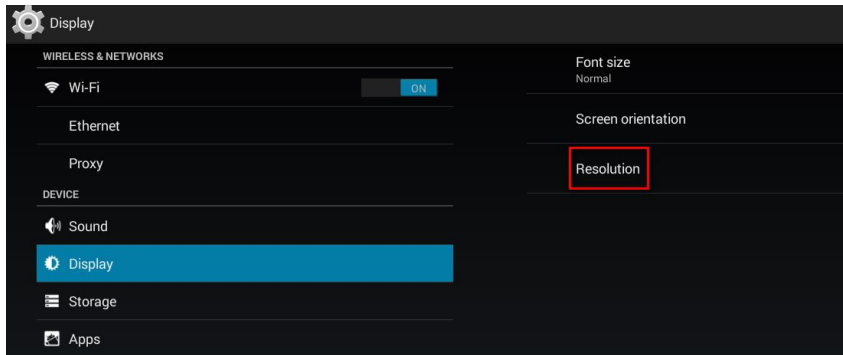 Display
WIRELESS & NETWORKS
Wi-Fi
ON
Ethernet
Proxy
DEVICE
Sound
Display
Storage
Apps
Font size
Normal
Screen orientation
Resolution